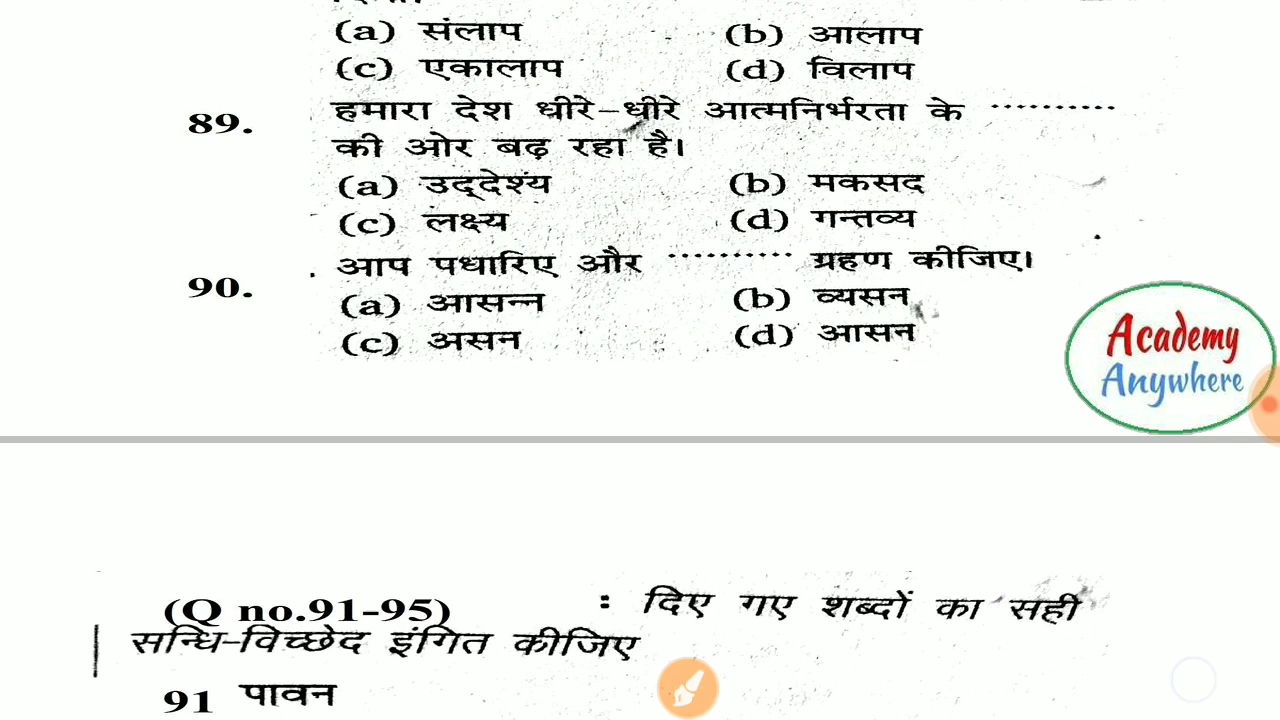 (a) संलाप (b) आलाप
(c) एकालाप (d) विलाप
89. हमारा देश धीरे-धीरे आत्मनिर्भरता के ...........
की ओर बढ़ रहा है।
(a) उद्देश्य (b) मकसद
(c) लक्ष्य (d) गन्तव्य
90. आप पधारिए और ........... ग्रहण कीजिए।
(a) आसन्न (b) व्यसन
(c) असन (d) आसन
Academy
Anywhere
(Q no.91-95) : दिए गए शब्दों का सही
सन्धि-विच्छेद इंगित कीजिए
91 पावन